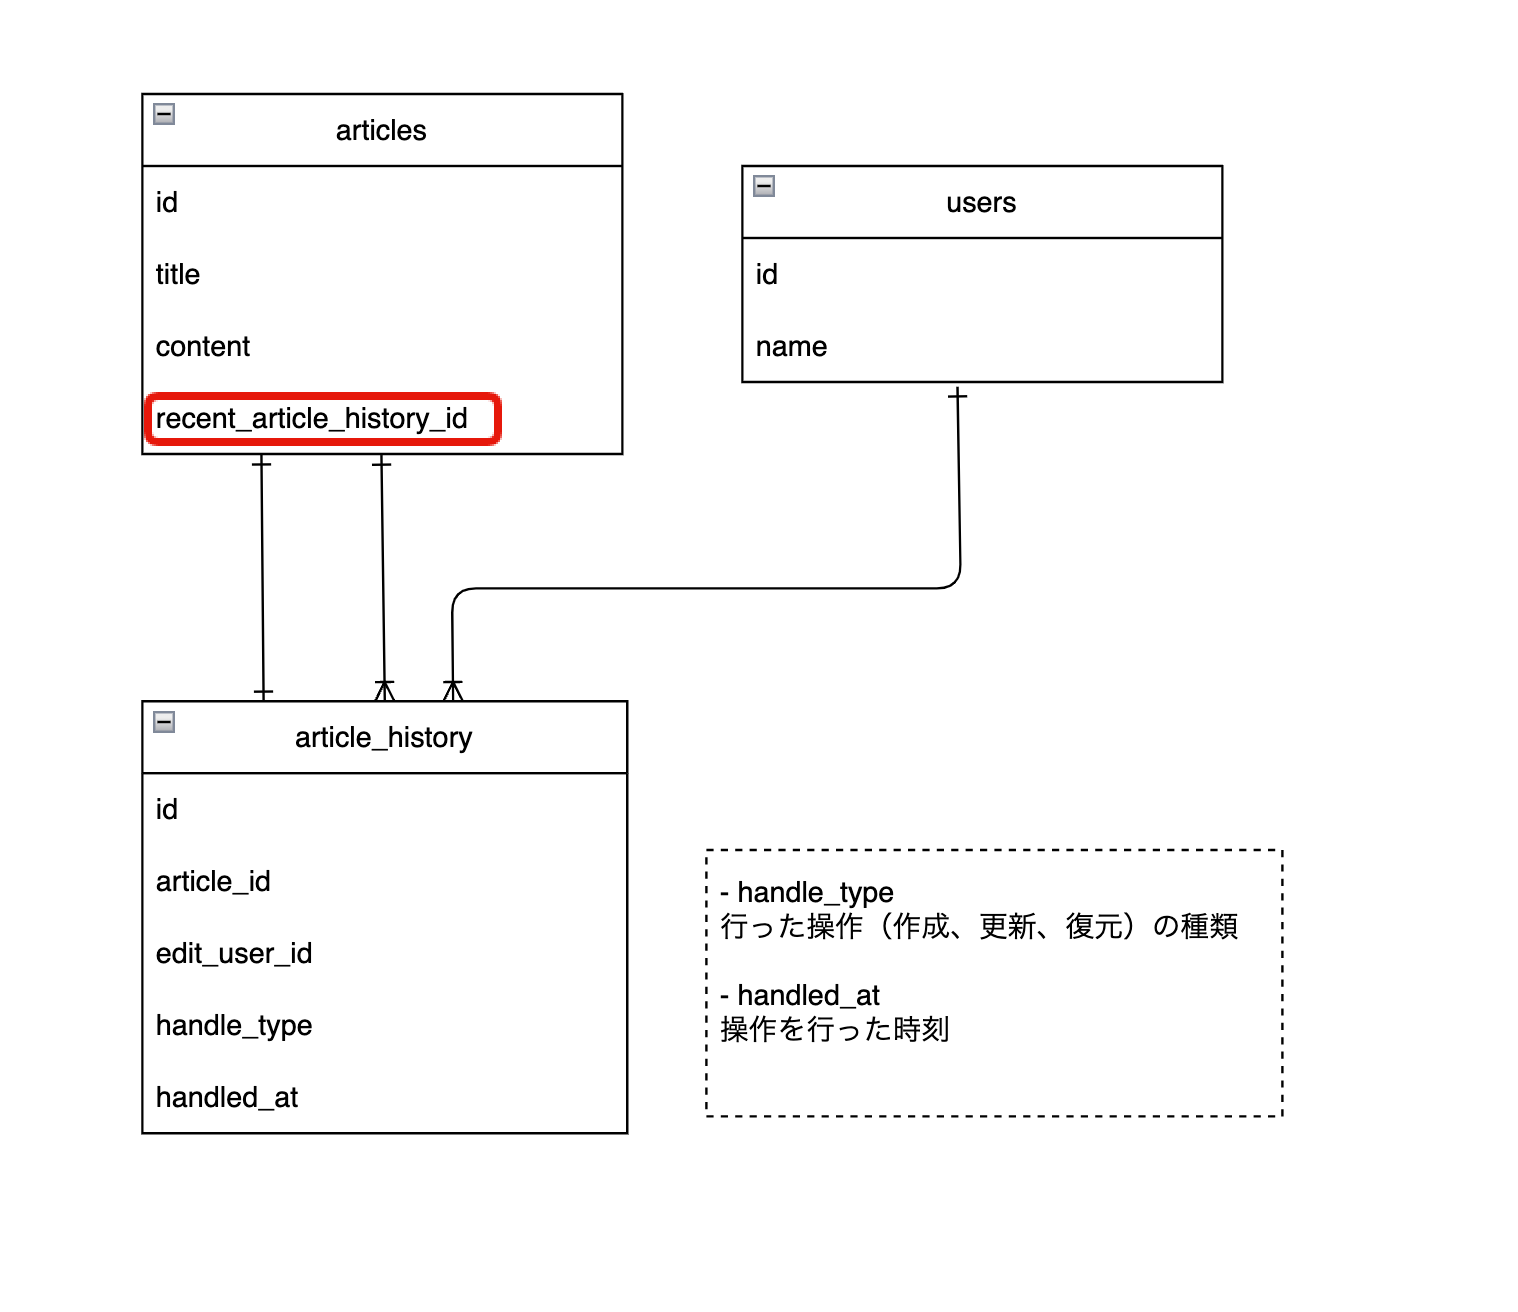 articles
id
title
content
recent_article_history_id
users
id
name
article_history
id
article_id
edit_user_id
handle_type
handled_at
- handle_type
行った操作（作成、更新、復元）の種類
- handled_at
操作を行った時刻